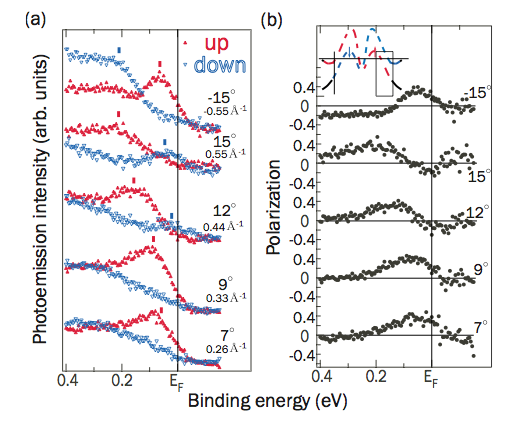 (a)
up
down
-15°
-0.55 Å-1
15°
0.55 Å-1
12°
0.44 Å-1
9°
0.33 Å-1
7°
0.26 Å-1
Photoemission intensity (arb. units)
0.4
0.2
EF
(b)
0.4
0
-0.4
0.4
0
-0.4
0.4
0
-0.4
0.4
0
-0.4
0.4
0
-0.4
-15°
15°
12°
9°
7°
Polarization
0.4
0.2
EF
Binding energy (eV)